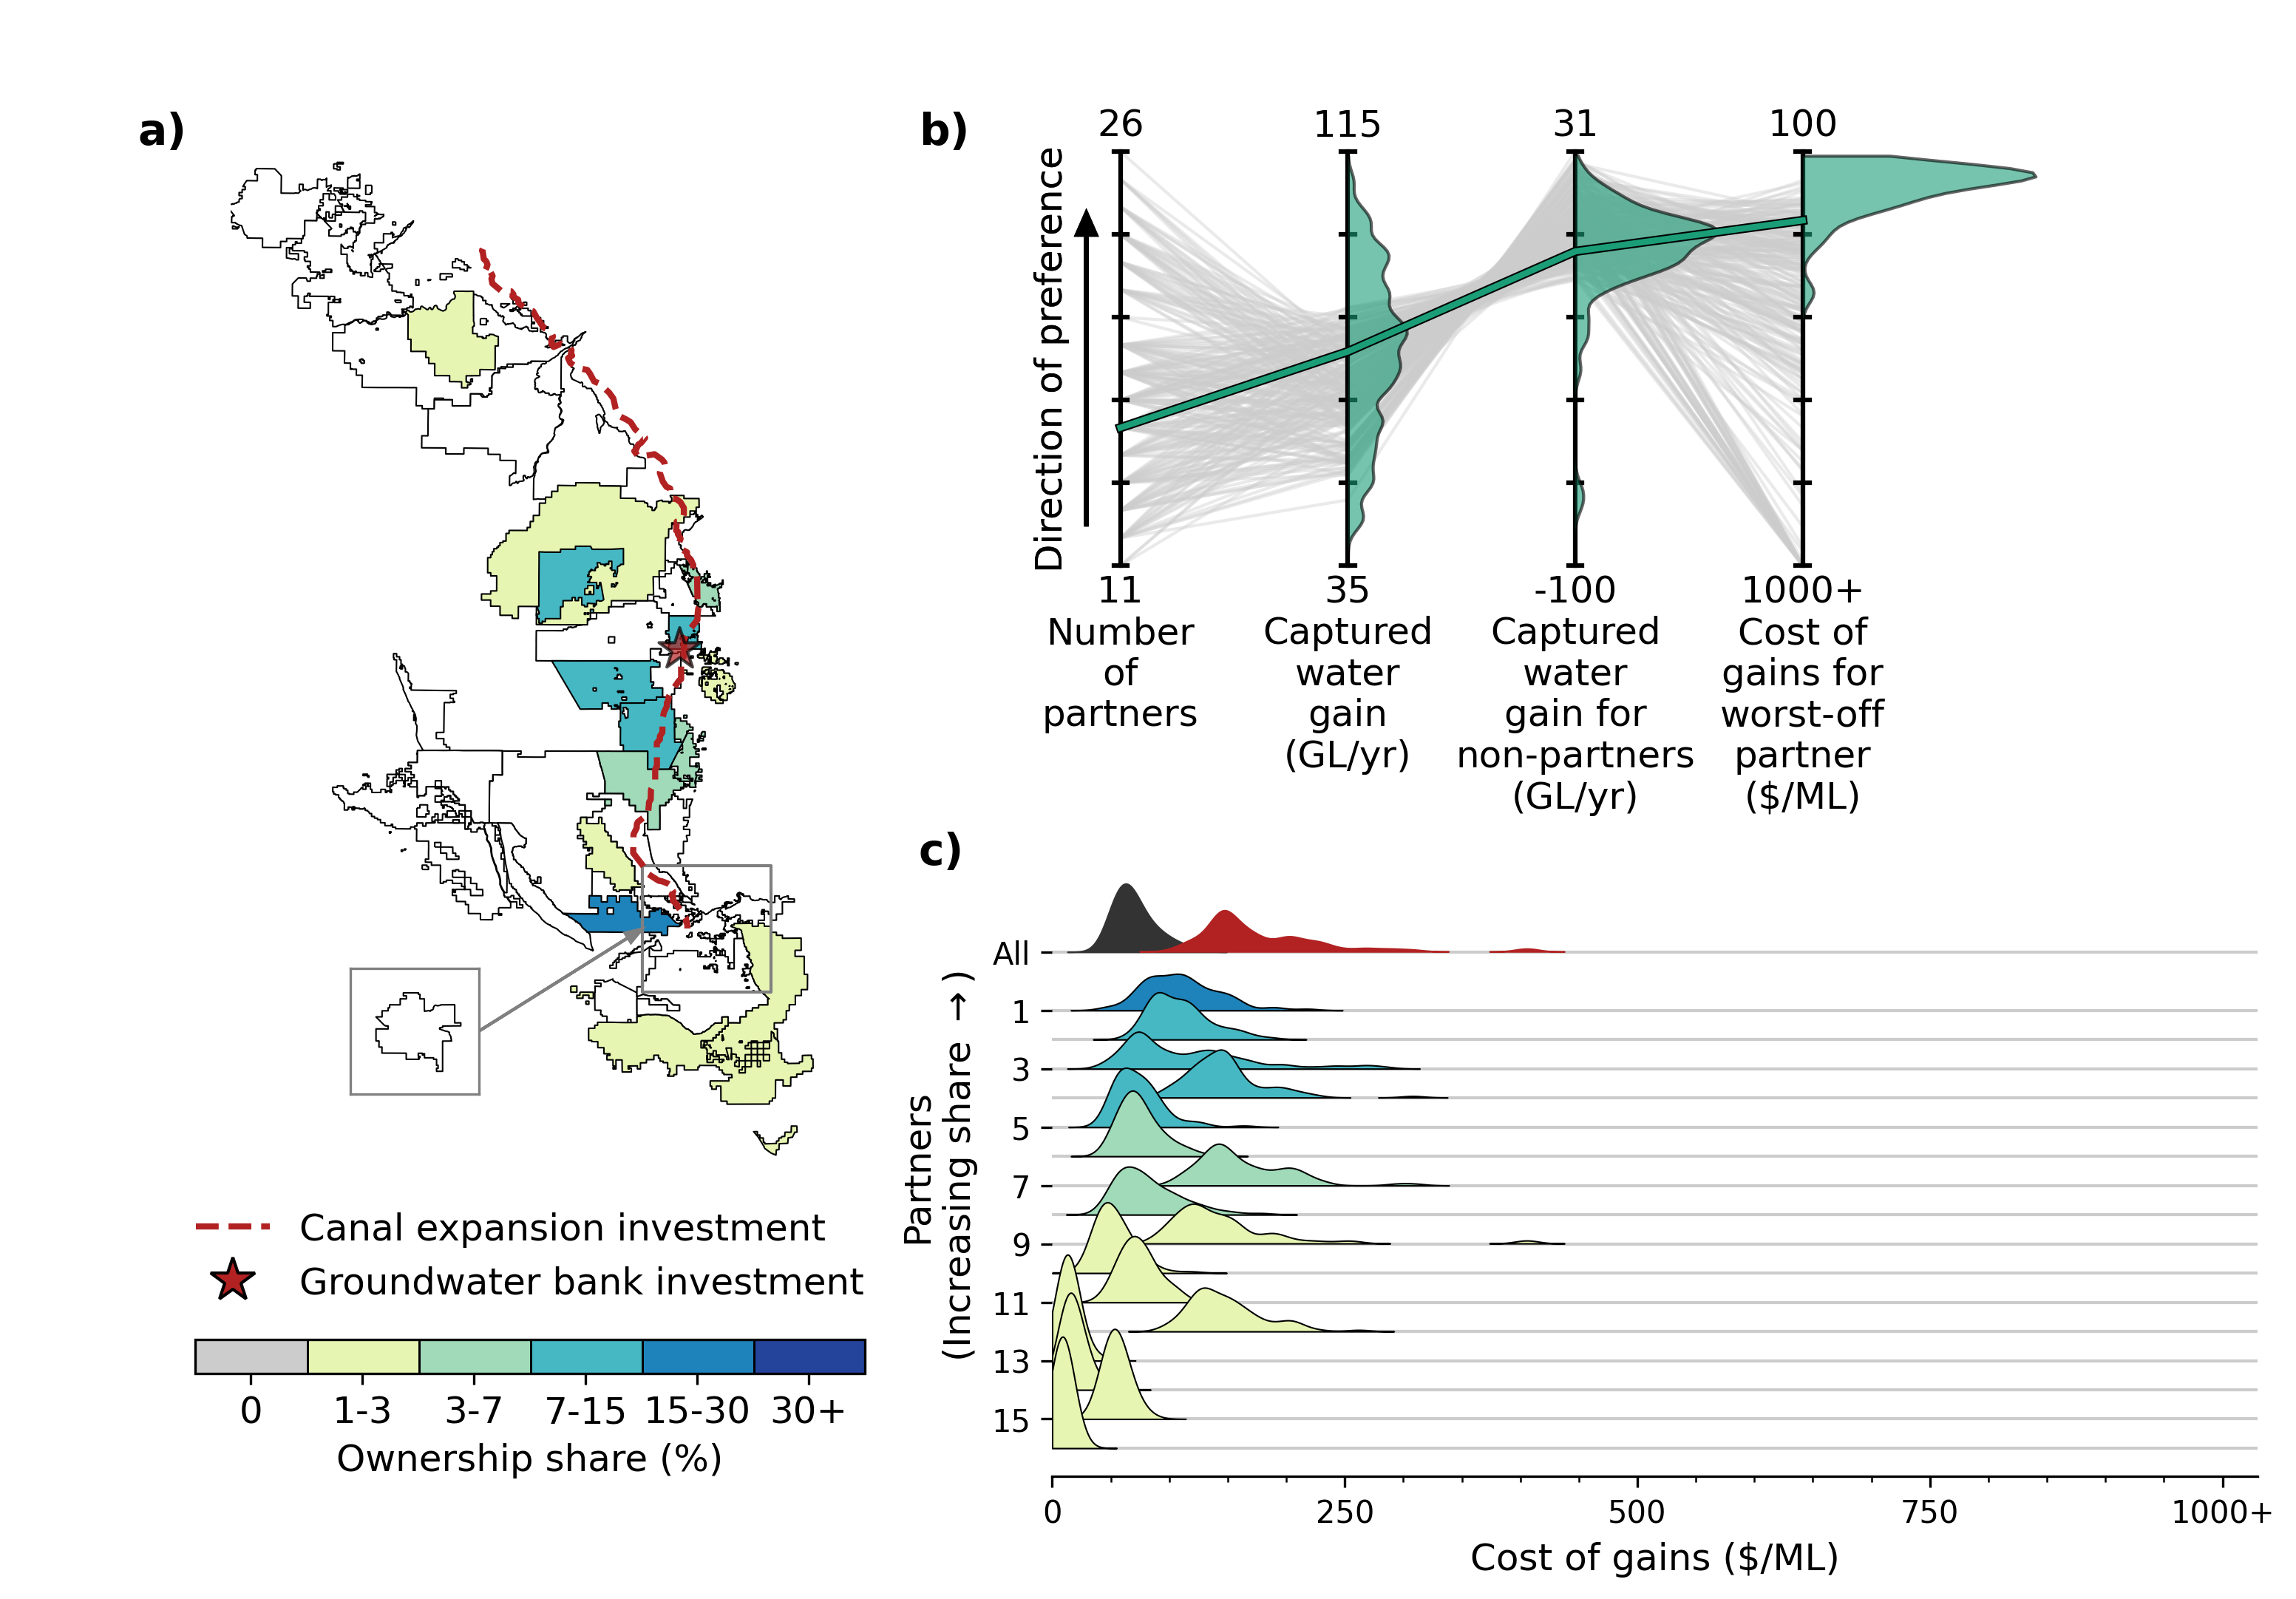 a)
Canal expansion investment
Groundwater bank investment
0 1-3 3-7 7-15 15-30 30+
Ownership share (%)
b)
26 115 31 100
Direction of preference
11 35 -100 1000+
Number
of
partners
Captured
water
gain
(GL/yr)
Captured
water
gain for
non-partners
(GL/yr)
Cost of
gains for
worst-off
partner
($/ML)
c)
Partners
(Increasing share →)
All
1
3
5
7
9
11
13
15
0 250 500 750 1000+
Cost of gains ($/ML)